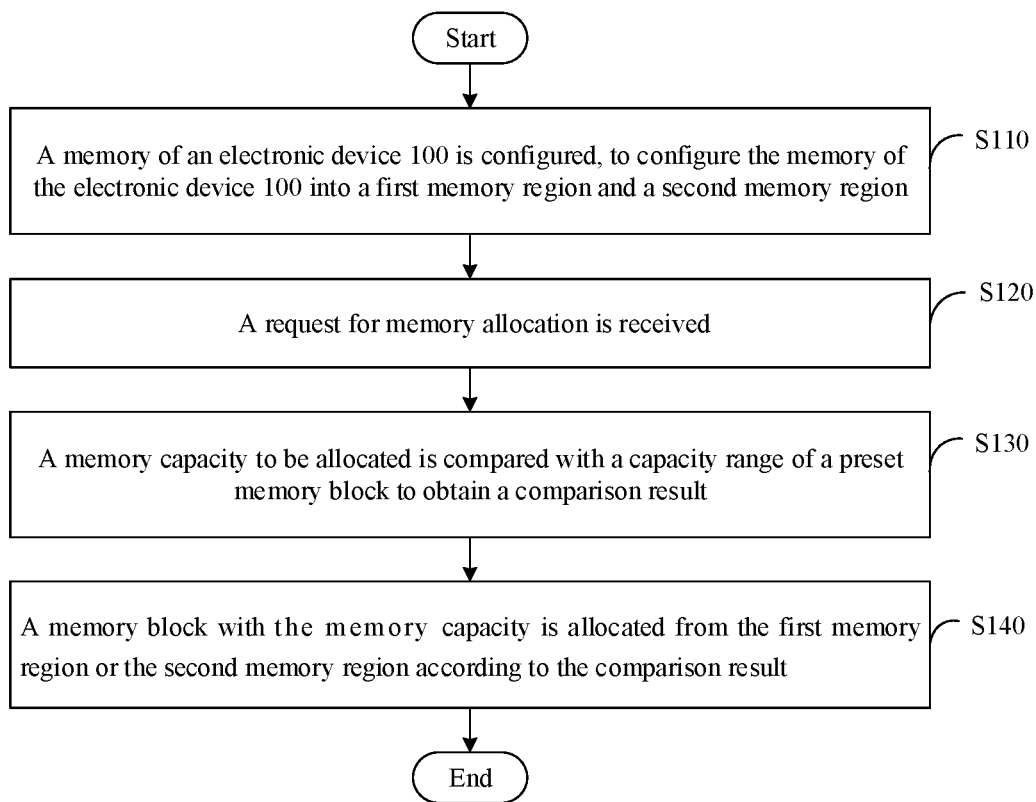 Start
A memory of an electronic device 100 is configured, to configure the memory of
the electronic device 100 into a first memory region and a second memory region
S110
A request for memory allocation is received
S120
A memory capacity to be allocated is compared with a capacity range of a preset
memory block to obtain a comparison result
S130
A memory block with the memory capacity is allocated from the first memory
region or the second memory region according to the comparison result
S140
End